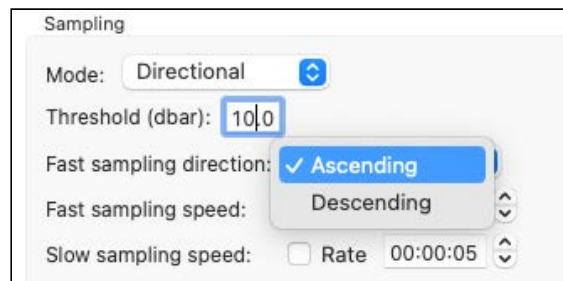 Sampling
Mode: Directional
Threshold (dbar): 10.0
Fast sampling direction: ✓ Ascending
Descending
Fast sampling speed:
Slow sampling speed: Rate 00:00:05